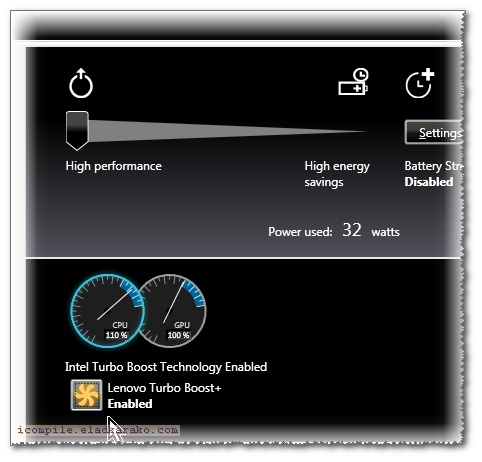 Settings
High performance
High energy
savings
Battery Str
Disabled
Power used: 32 watts
CPU
110 %
GPU
100 %
Intel Turbo Boost Technology Enabled
Lenovo Turbo Boost+
Enabled
icompile.eladkarako.com